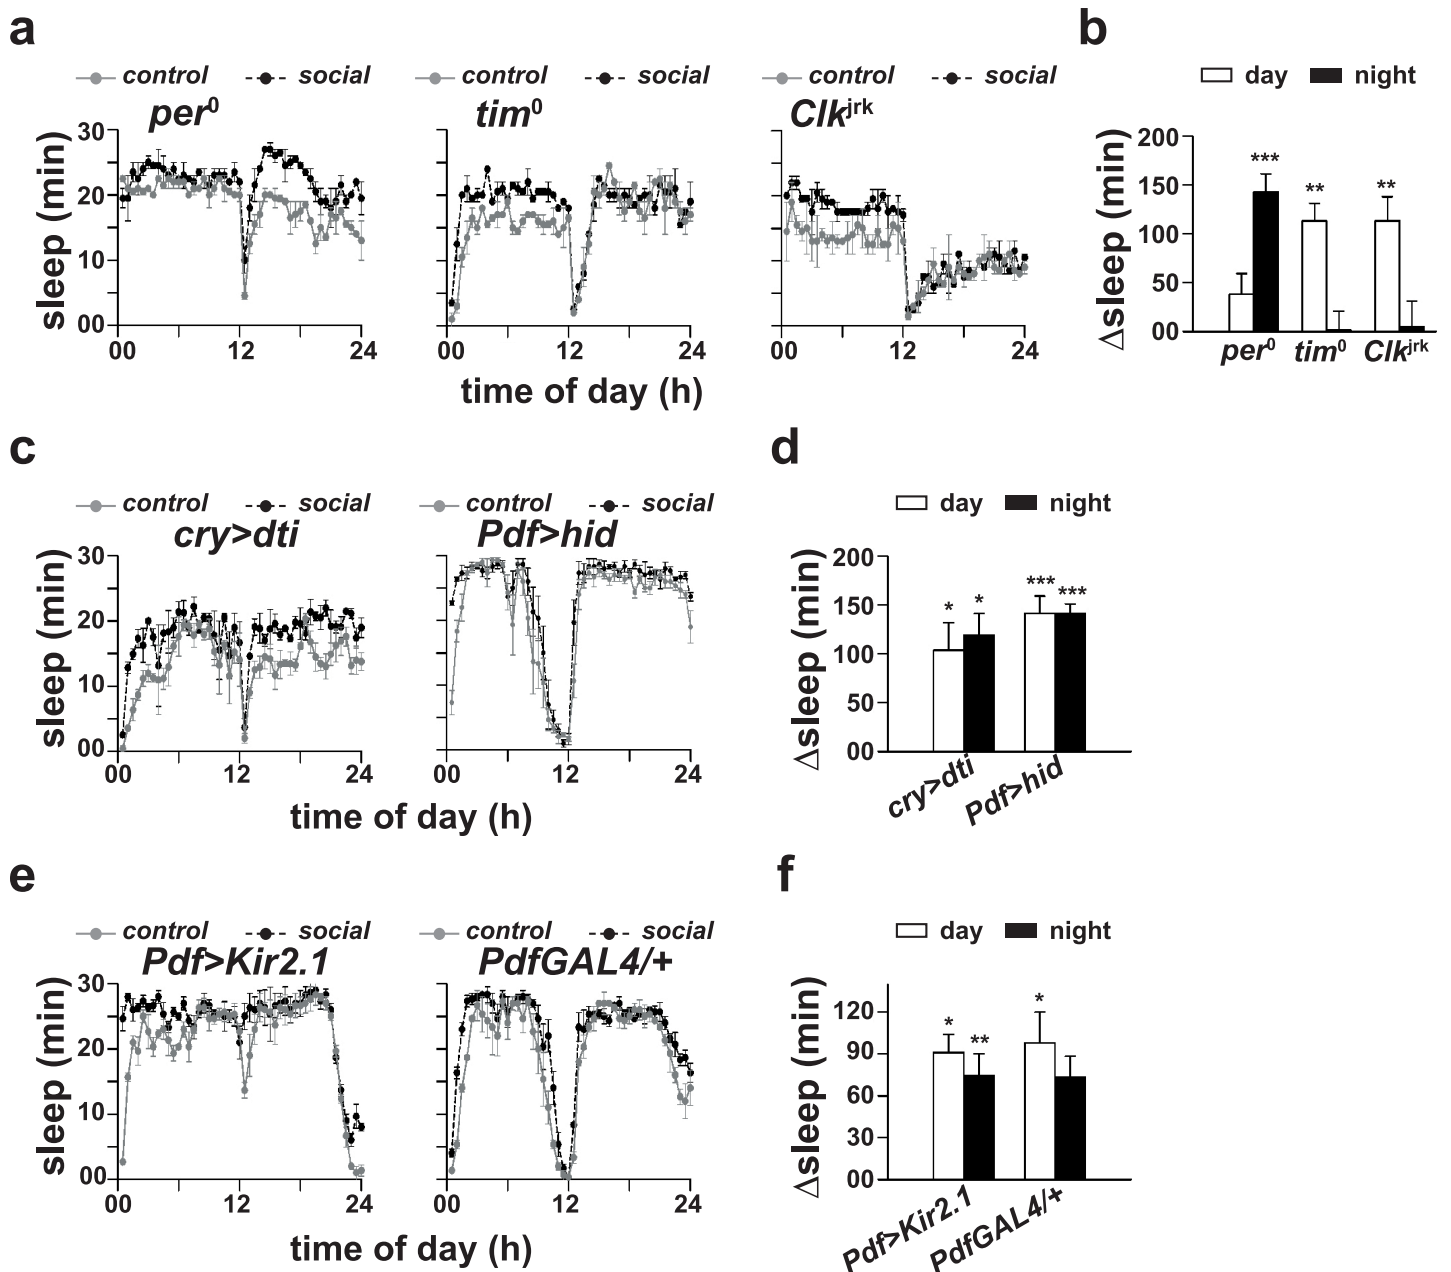 a
b
control social control social control social
day night
per⁰ tim⁰ Clkʲʳᵏ
sleep (min)
30
20
10
00
00 12 24 00 12 24 00 12 24
time of day (h)
Δsleep (min)
200
150
100
50
00
*** ** **
per⁰ tim⁰ Clkʲʳᵏ
c
d
control social control social
day night
cry>dti Pdf>hid
sleep (min)
30
20
10
00
00 12 24 00 12 24
time of day (h)
Δsleep (min)
200
150
100
50
00
* * *** ***
cry>dti Pdf>hid
e
f
control social control social
day night
Pdf>Kir2.1 PdfGAL4/+
sleep (min)
30
20
10
00
00 12 24 00 12 24
time of day (h)
Δsleep (min)
120
90
60
30
00
* ** *
Pdf>Kir2.1 PdfGAL4/+